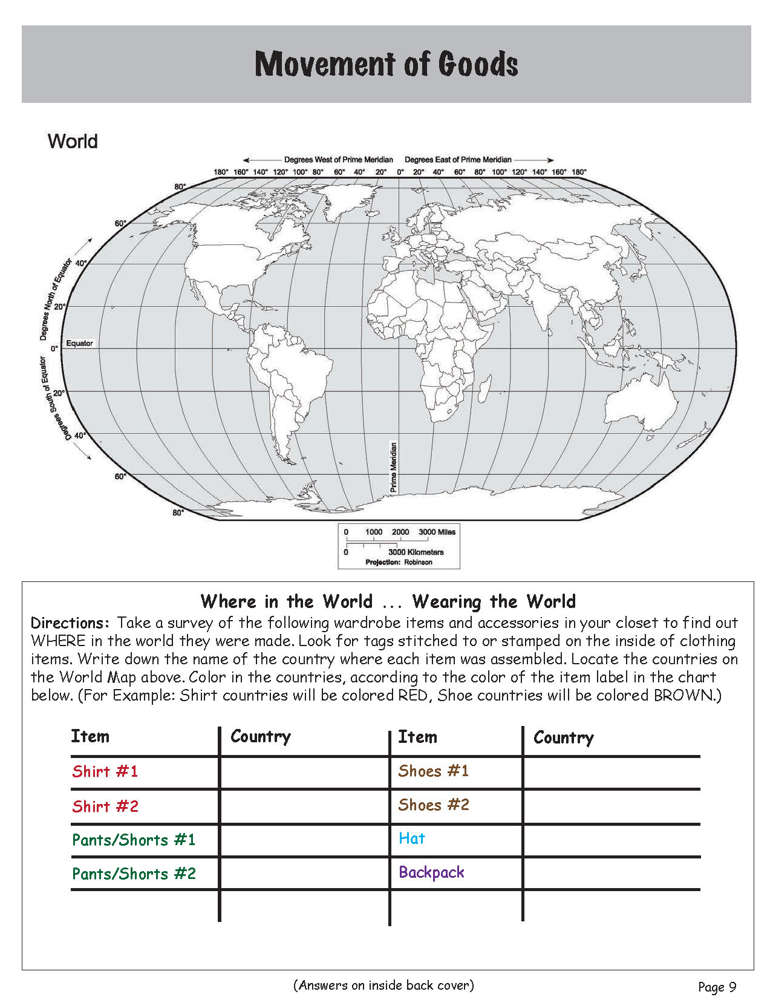 Movement of Goods
World
Degrees West of Prime Meridian Degrees East of Prime Meridian
180° 160° 140° 120° 100° 80° 60° 40° 20° 0° 20° 40° 60° 80° 100° 120° 140° 160° 180°
80°
60°
40°
20°
0°
20°
40°
60°
80°
Degrees North of Equator
Degrees South of Equator
Equator
Prime Meridian
0 1000 2000 3000 Miles
0 3000 Kilometers
Projection: Robinson
Where in the World ... Wearing the World
Directions: Take a survey of the following wardrobe items and accessories in your closet to find out
WHERE in the world they were made. Look for tags stitched to or stamped on the inside of clothing
items. Write down the name of the country where each item was assembled. Locate the countries on
the World Map above. Color in the countries, according to the color of the item label in the chart
below. (For Example: Shirt countries will be colored RED, Shoe countries will be colored BROWN.)
Item Country Item Country
Shirt #1 Shoes #1
Shirt #2 Shoes #2
Pants/Shorts #1 Hat
Pants/Shorts #2 Backpack
(Answers on inside back cover)
Page 9